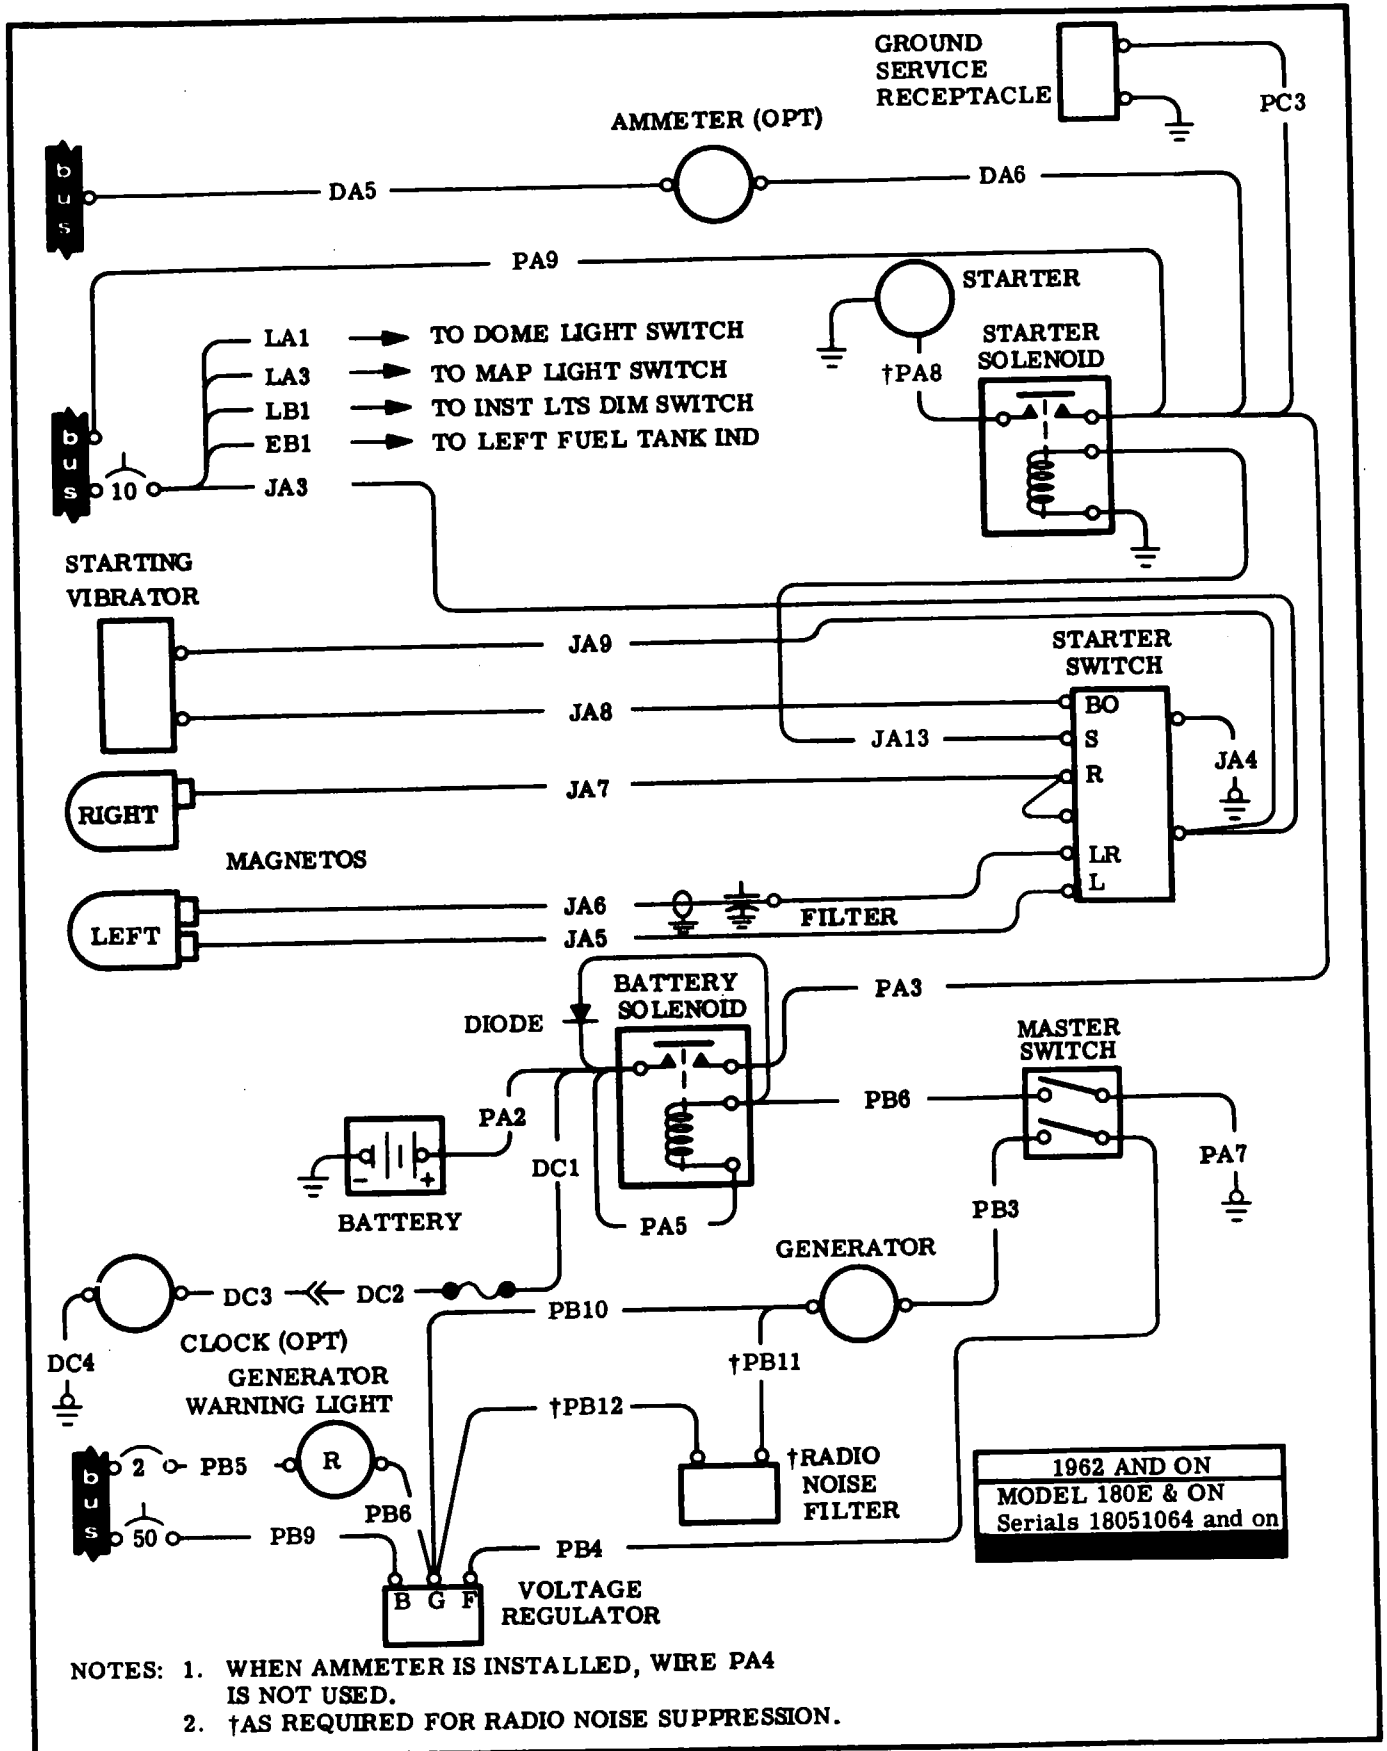 GROUND
SERVICE
RECEPTACLE
PC3
AMMETER (OPT)
bus
DA5
DA6
PA9
STARTER
STARTER
SOLENOID
†PA8
LA1 TO DOME LIGHT SWITCH
LA3 TO MAP LIGHT SWITCH
LB1 TO INST LTS DIM SWITCH
EB1 TO LEFT FUEL TANK IND
bus
10
JA3
STARTING
VIBRATOR
JA9
STARTER
SWITCH
JA8
BO
JA13
S
JA4
JA7
R
RIGHT
MAGNETOS
LR
L
JA6
FILTER
LEFT
JA5
BATTERY
SOLENOID
PA3
DIODE
MASTER
SWITCH
PA2
PB6
DC1
PA7
- +
BATTERY
PA5
PB3
GENERATOR
DC3
DC2
PB10
CLOCK (OPT)
DC4
†PB11
GENERATOR
WARNING LIGHT
†PB12
bus
2
PB5
R
†RADIO
NOISE
FILTER
PB6
50
PB9
PB4
1962 AND ON
MODEL 180E & ON
Serials 18051064 and on
B G F
VOLTAGE
REGULATOR
NOTES: 1. WHEN AMMETER IS INSTALLED, WIRE PA4
IS NOT USED.
2. †AS REQUIRED FOR RADIO NOISE SUPPRESSION.